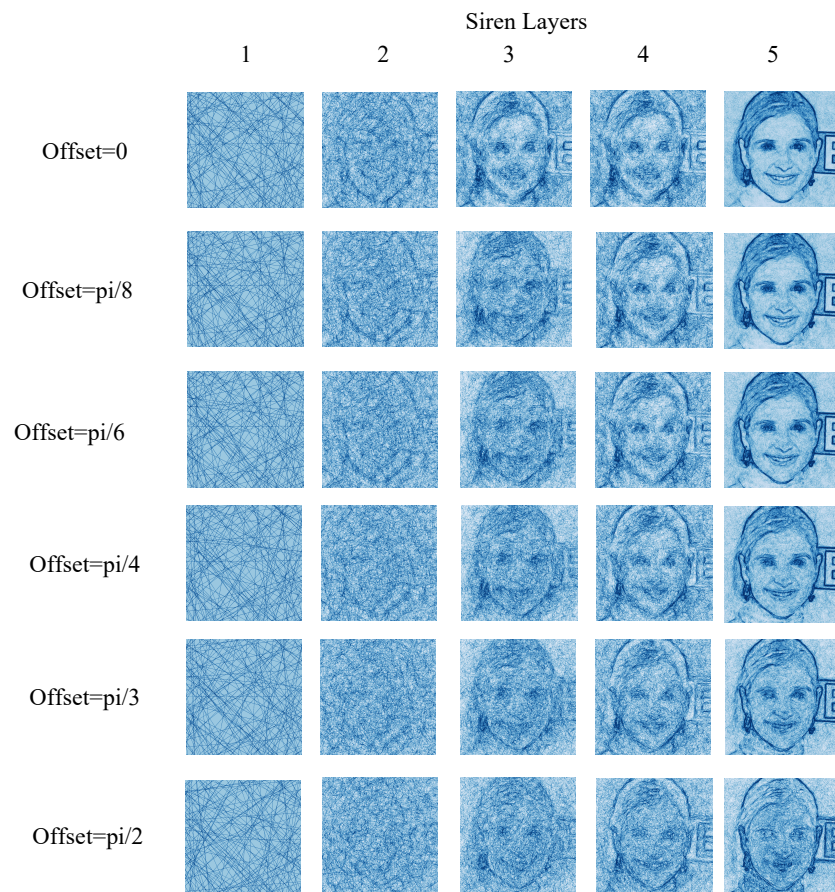 Siren Layers
1 2 3 4 5
Offset=0
Offset=pi/8
Offset=pi/6
Offset=pi/4
Offset=pi/3
Offset=pi/2